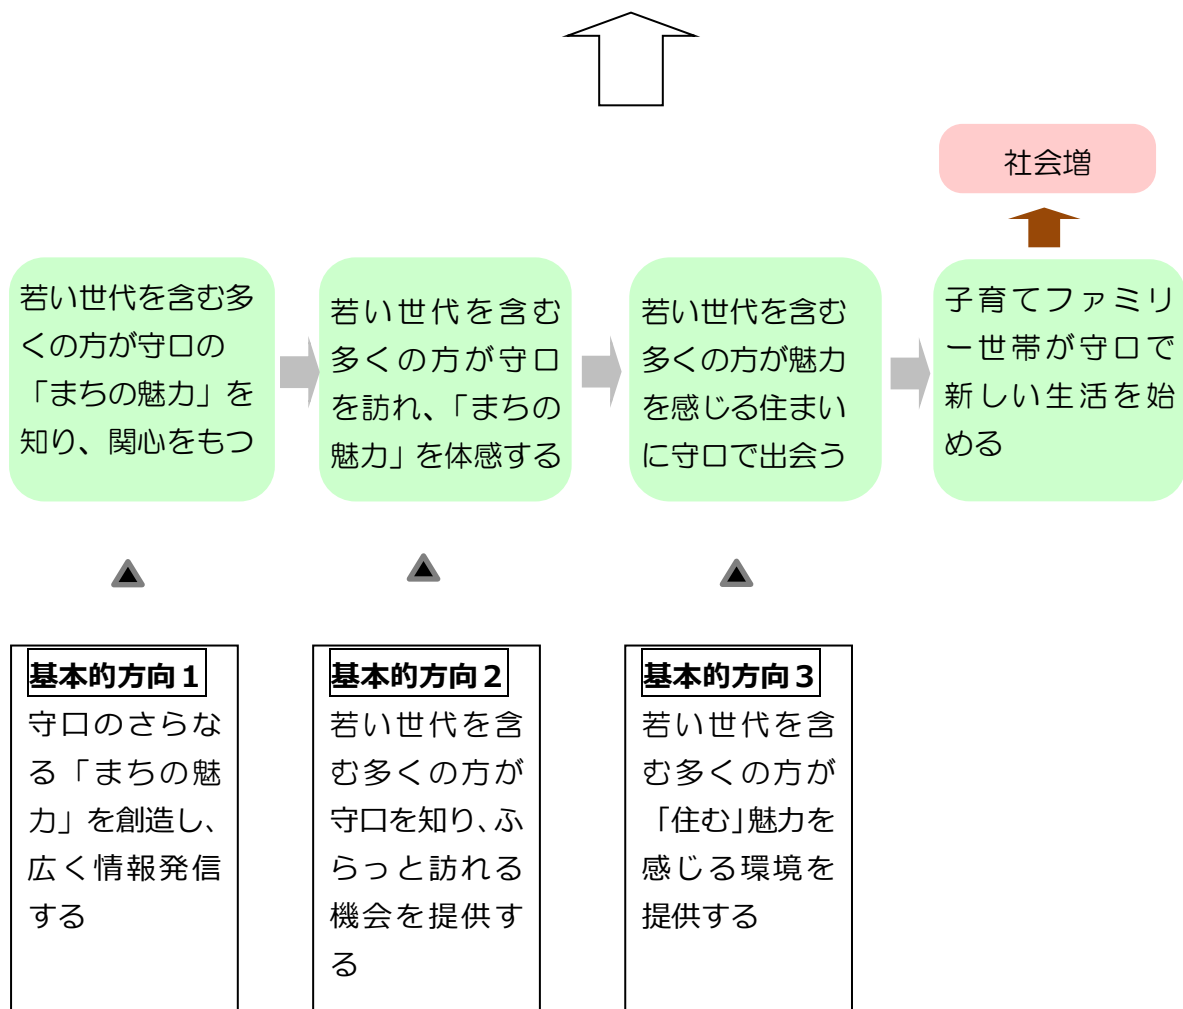 社会増
若い世代を含む多
くの方が守口の
「まちの魅力」を
知り、関心をもつ
若い世代を含む
多くの方が守口
を訪れ、「まちの
魅力」を体感する
若い世代を含む
多くの方が魅力
を感じる住まい
に守口で出会う
子育てファミリ
ー世帯が守口で
新しい生活を始
める
基本的方向１
守口のさらな
る「まちの魅
力」を創造し、
広く情報発信
する
基本的方向２
若い世代を含
む多くの方が
守口を知り、ふ
らっと訪れる
機会を提供す
る
基本的方向３
若い世代を含
む多くの方が
「住む」魅力を
感じる環境を
提供する